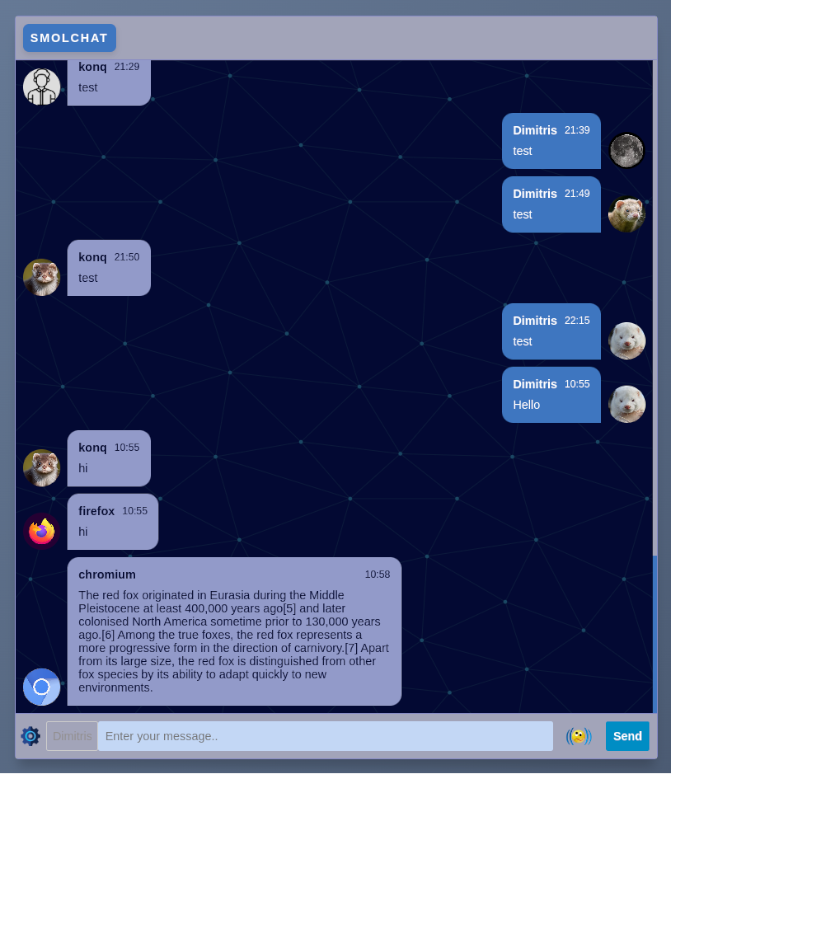 SMOLCHAT
konq 21:29
test
Dimitris 21:39
test
Dimitris 21:49
test
konq 21:50
test
Dimitris 22:15
test
Dimitris 10:55
Hello
konq 10:55
hi
firefox 10:55
hi
chromium 10:58
The red fox originated in Eurasia during the Middle
Pleistocene at least 400,000 years ago[5] and later
colonised North America sometime prior to 130,000 years
ago.[6] Among the true foxes, the red fox represents a
more progressive form in the direction of carnivory.[7] Apart
from its large size, the red fox is distinguished from other
fox species by its ability to adapt quickly to new
environments.
Dimitris Enter your message.. Send